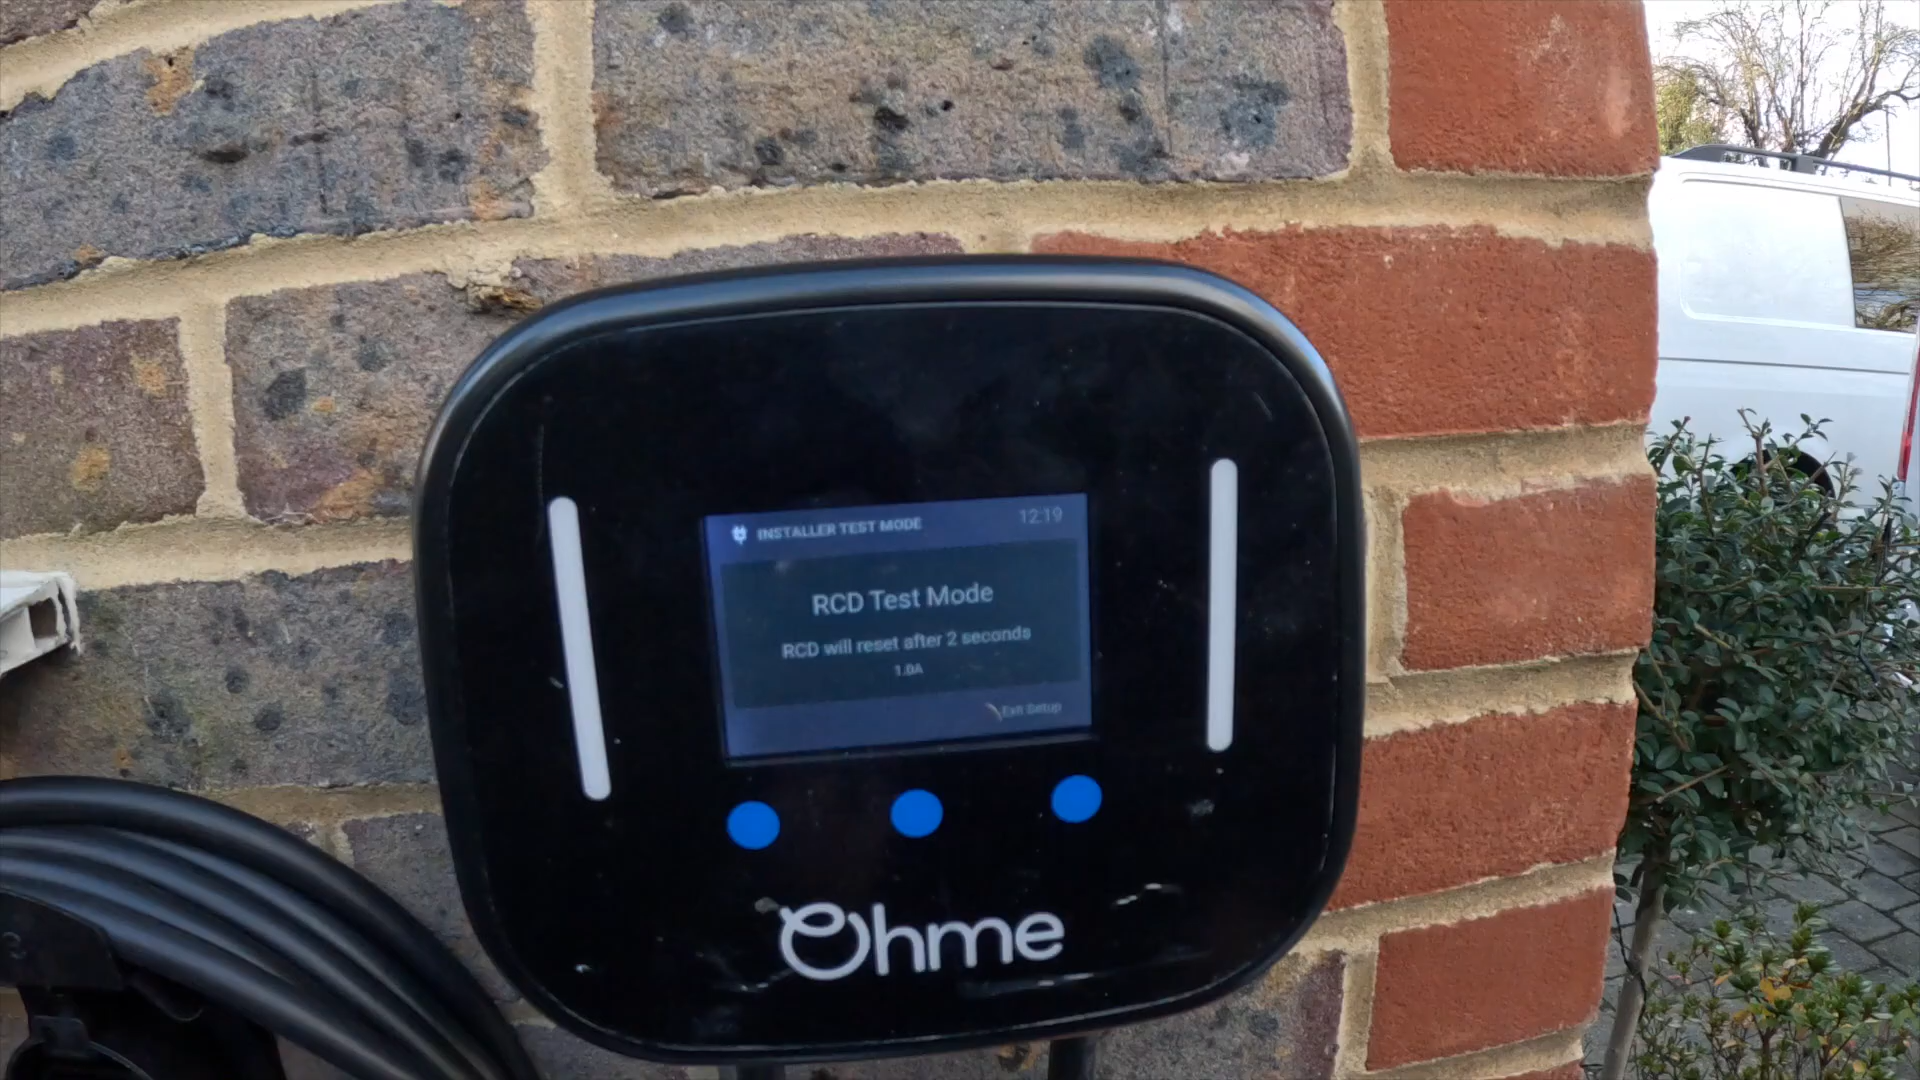 INSTALLER TEST MODE 12:19
RCD Test Mode
RCD will reset after 2 seconds
1.0A
Exit Setup
Ohme